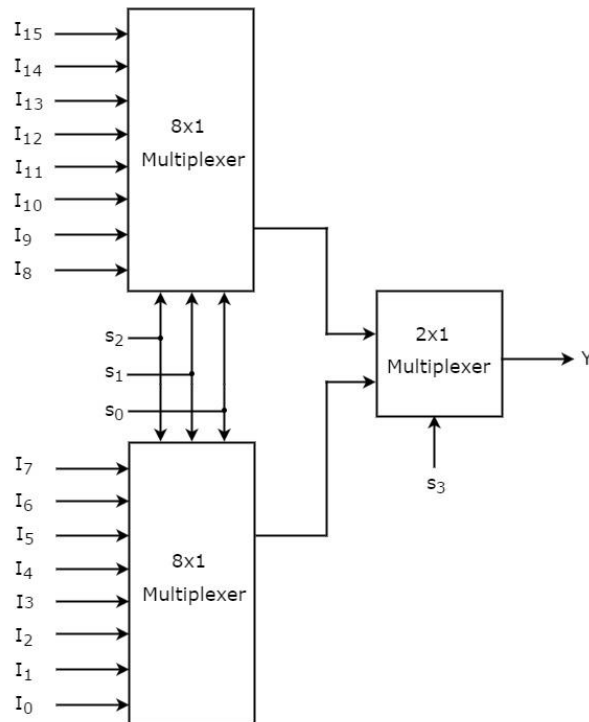 I15
I14
I13
I12
I11
I10
I9
I8
8x1
Multiplexer
s2
s1
s0
2x1
Multiplexer
Y
s3
I7
I6
I5
I4
I3
I2
I1
I0
8x1
Multiplexer